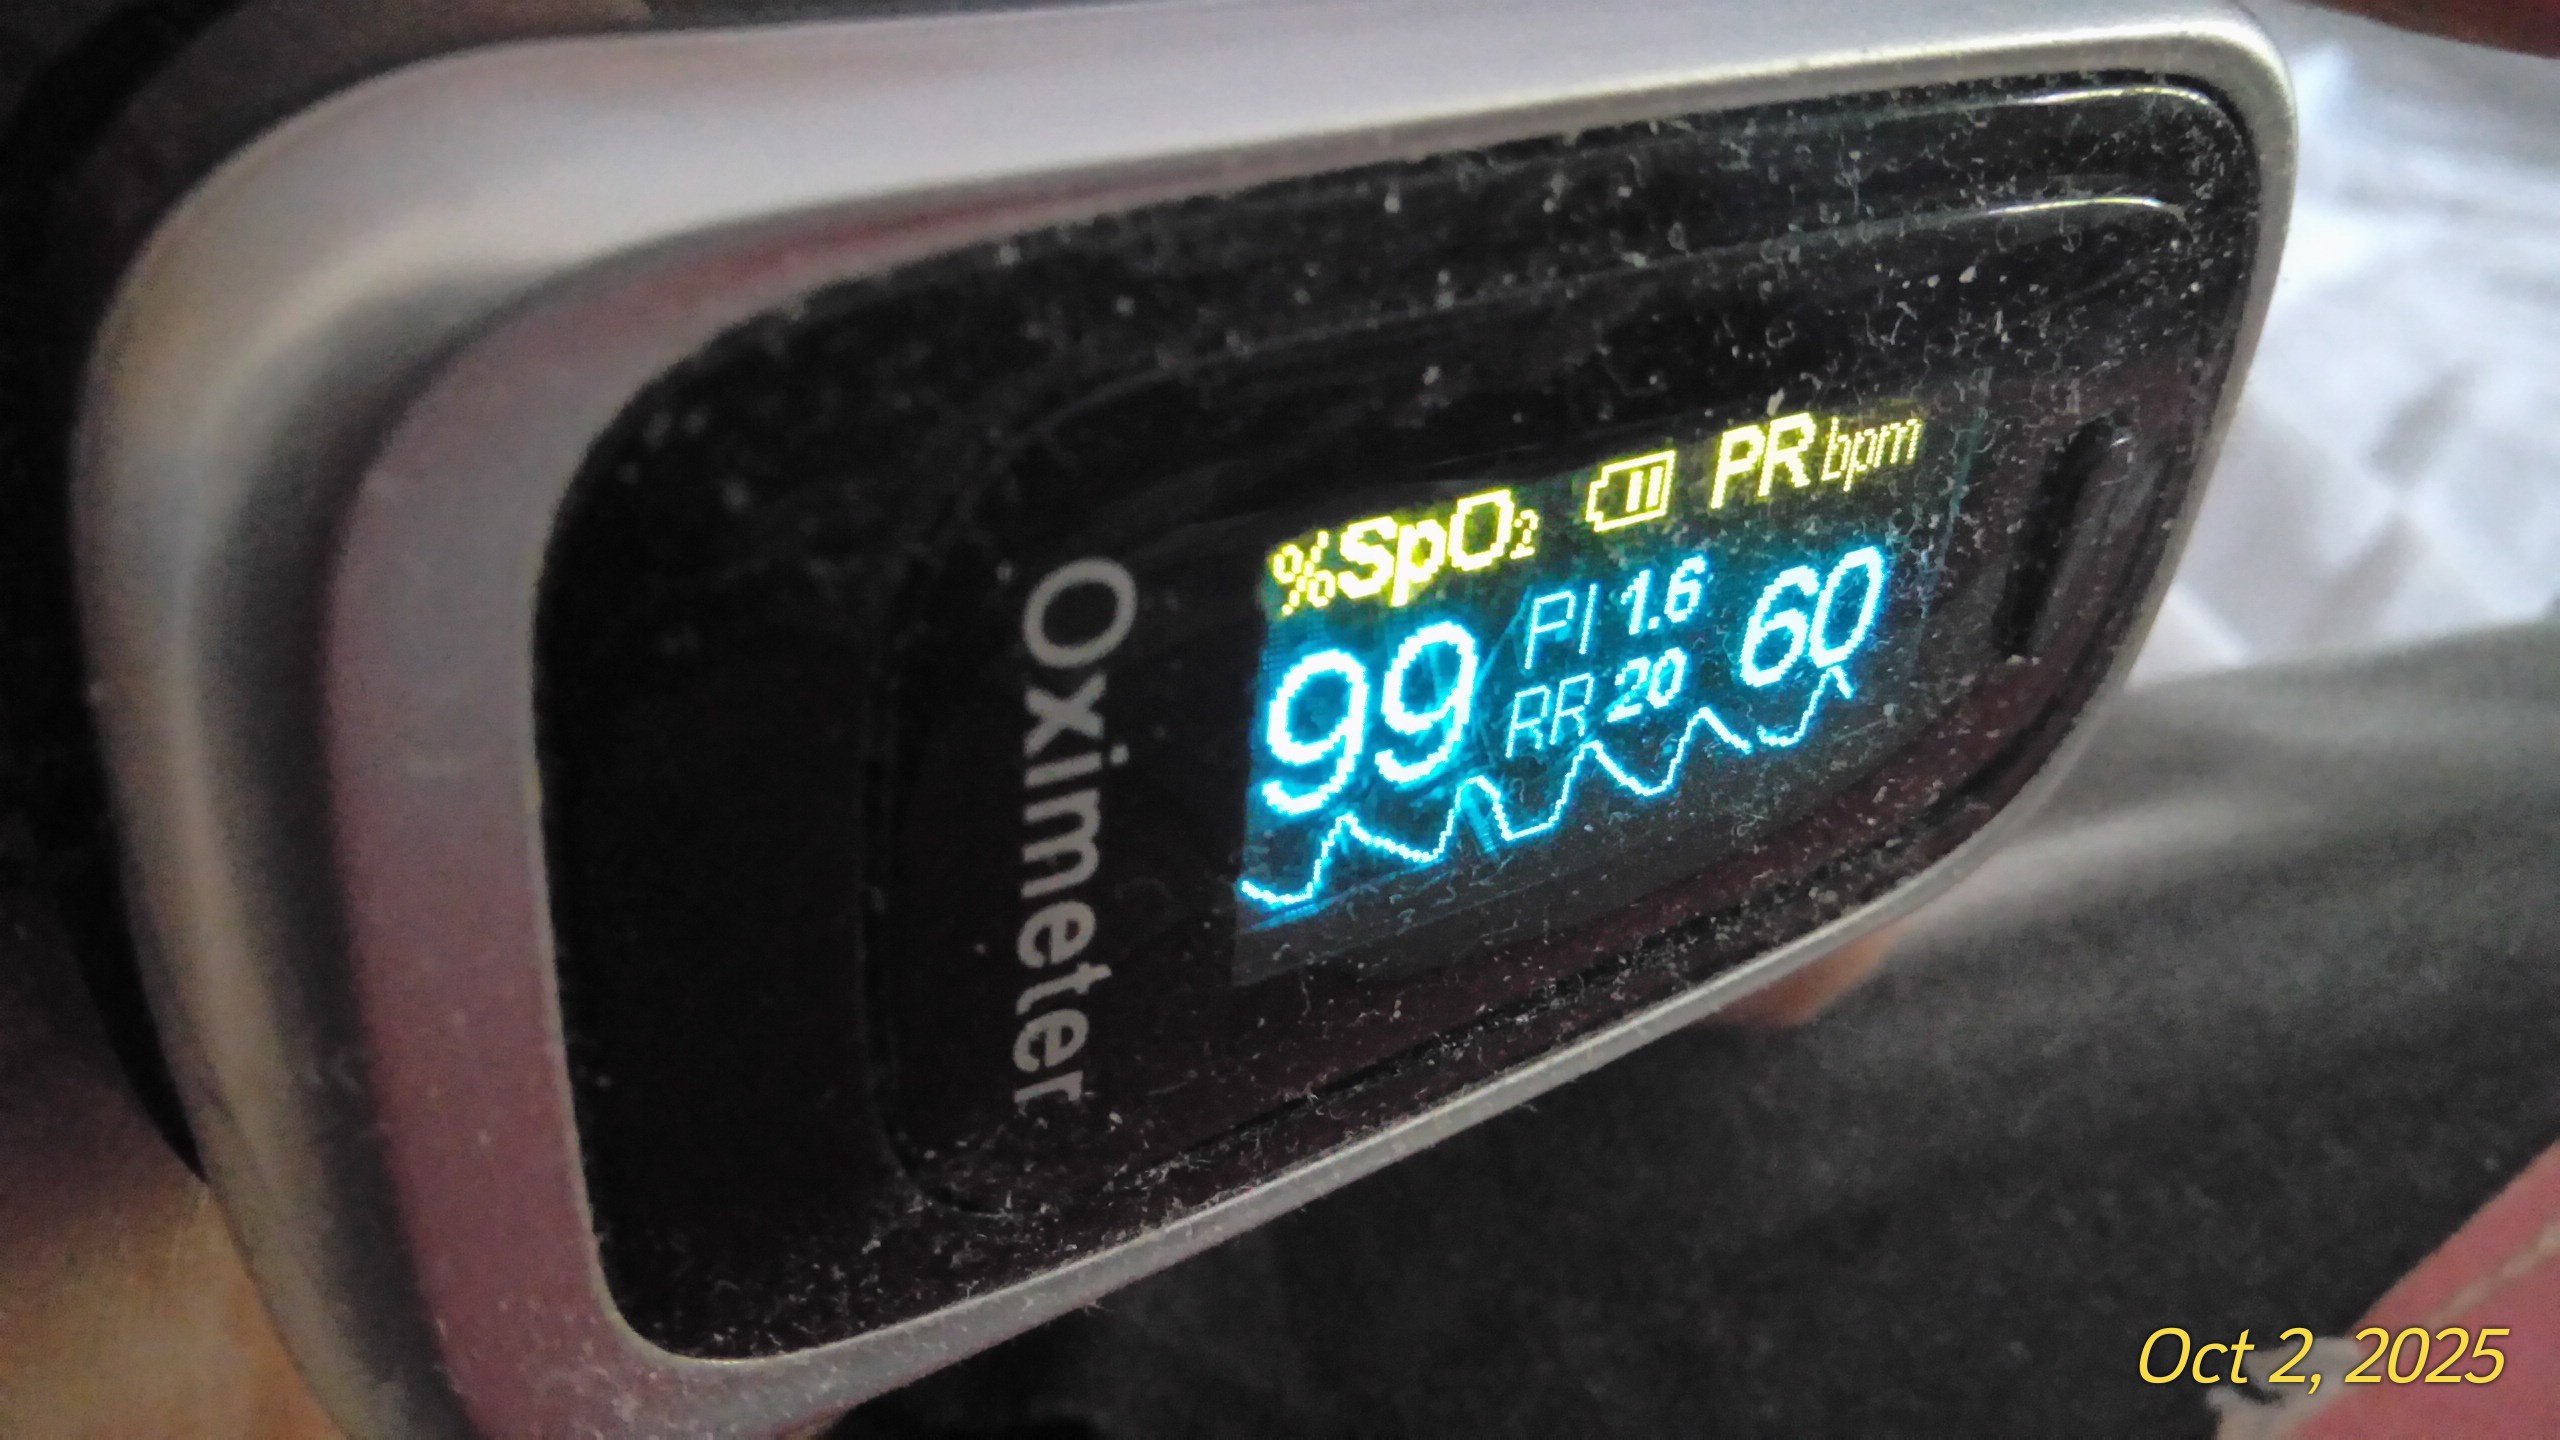 %SpO₂ PR bpm
99 PI 1.6 60
RR 20
Oximeter
Oct 2, 2025